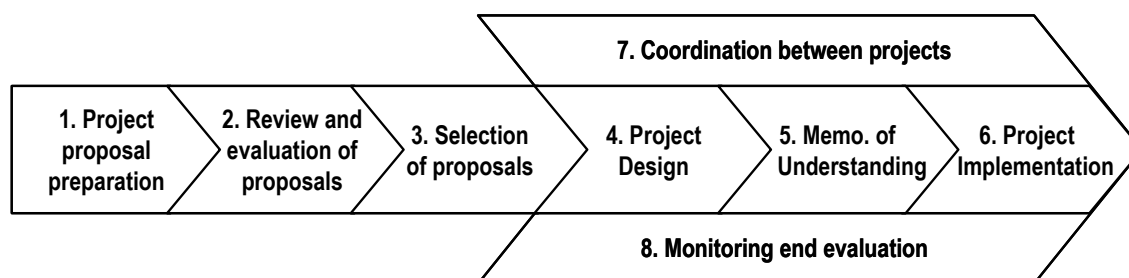 7. Coordination between projects
1. Project
proposal
preparation
2. Review and
evaluation of
proposals
3. Selection
of proposals
4. Project
Design
5. Memo. of
Understanding
6. Project
Implementation
8. Monitoring end evaluation